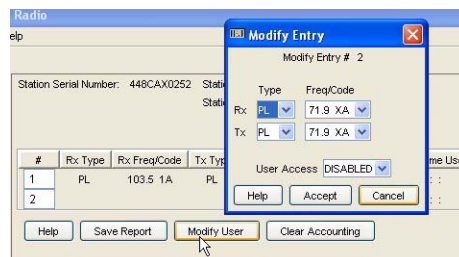 Radio
elp
Station Serial Number: 448CAX0252 Stati
Stati
# Rx Type Rx Freq/Code Tx Typ me Us
1 PL 103.5 1A PL : :
2 : :
Help Save Report Modify User Clear Accounting
Modify Entry
Modify Entry # 2
Type Freq/Code
Rx PL 71.9 XA
Tx PL 71.9 XA
User Access DISABLED
Help Accept Cancel